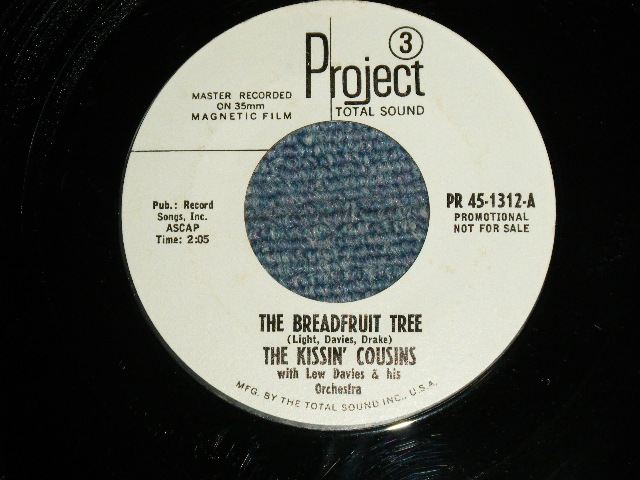 Project 3
TOTAL SOUND
MASTER RECORDED
ON 35mm
MAGNETIC FILM
Pub.: Record
Songs, Inc.
ASCAP
Time: 2:05
PR 45-1312-A
PROMOTIONAL
NOT FOR SALE
THE BREADFRUIT TREE
(Light, Davies, Drake)
THE KISSIN' COUSINS
with Lew Davies & his
Orchestra
MFG. BY THE TOTAL SOUND INC., U.S.A.